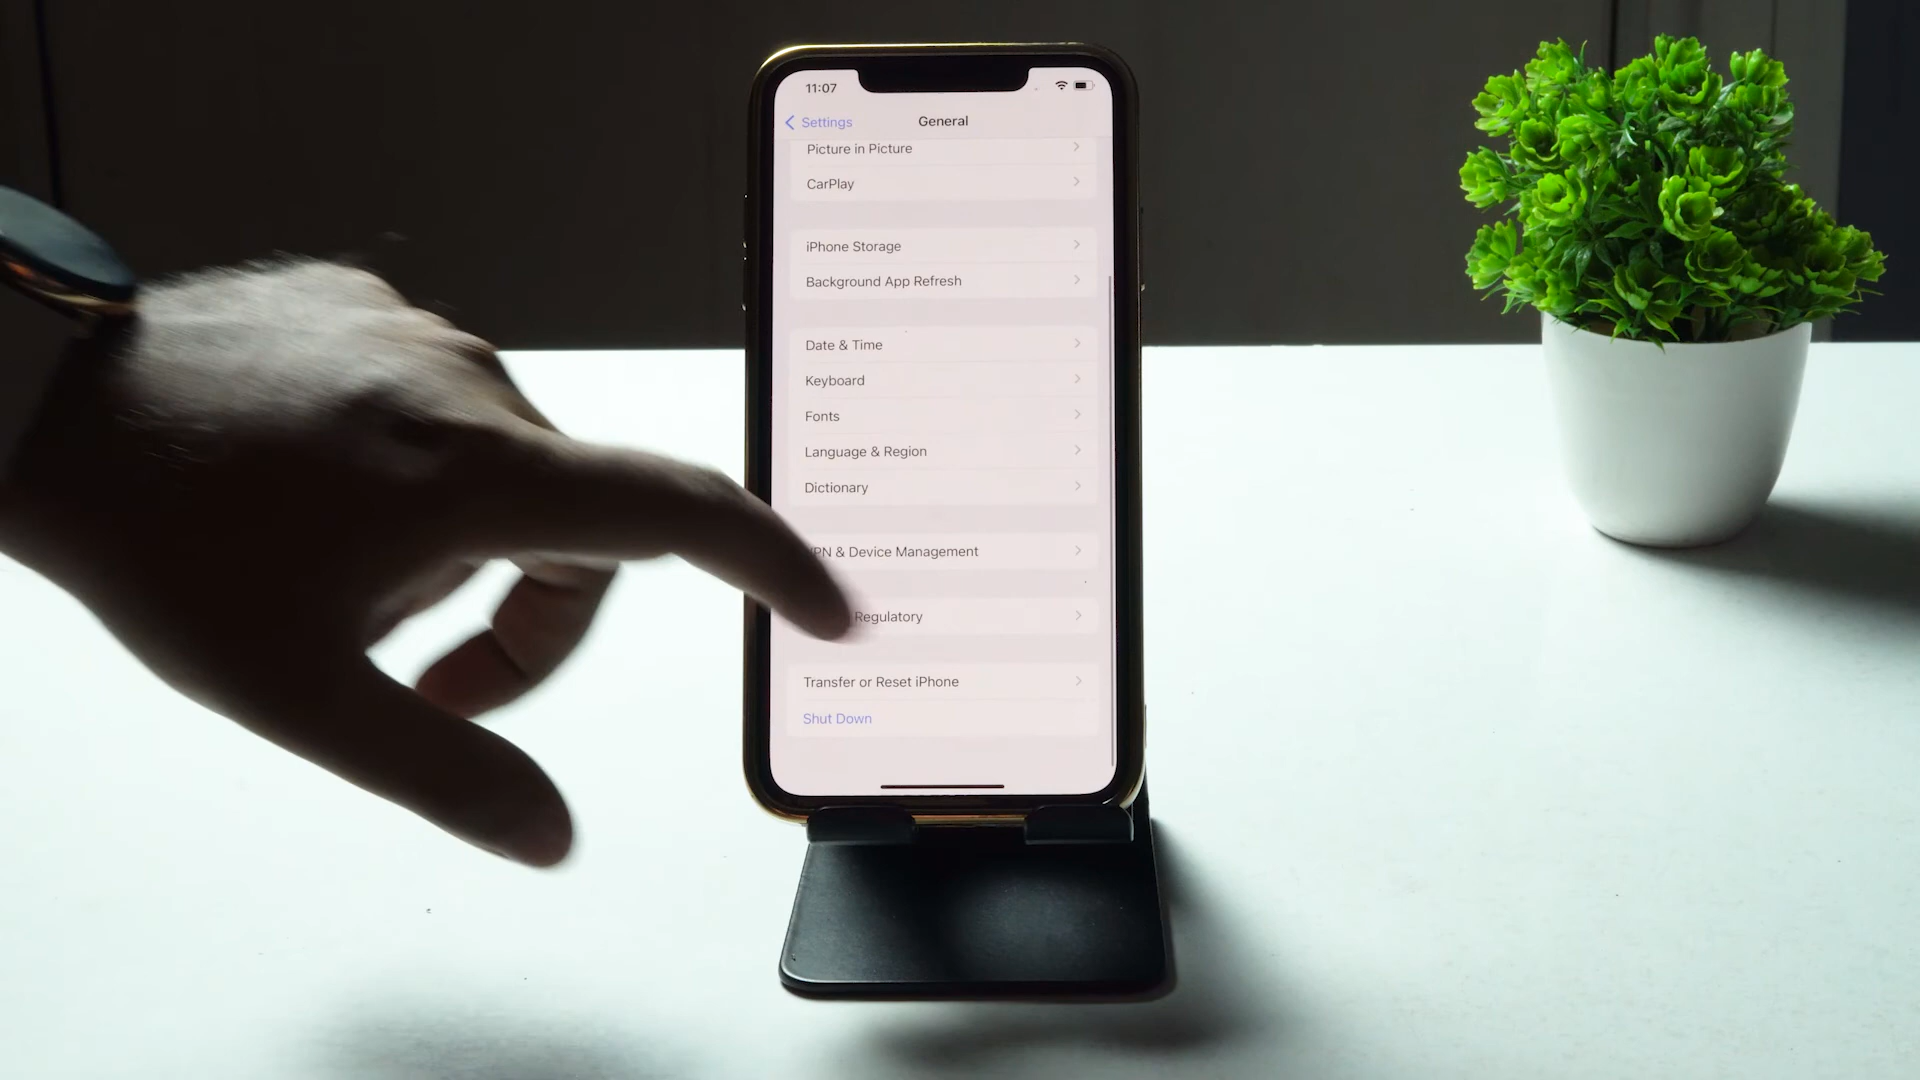 11:07
Settings
General
Picture in Picture
CarPlay
iPhone Storage
Background App Refresh
Date & Time
Keyboard
Fonts
Language & Region
Dictionary
& Device Management
Regulatory
Transfer or Reset iPhone
Shut Down